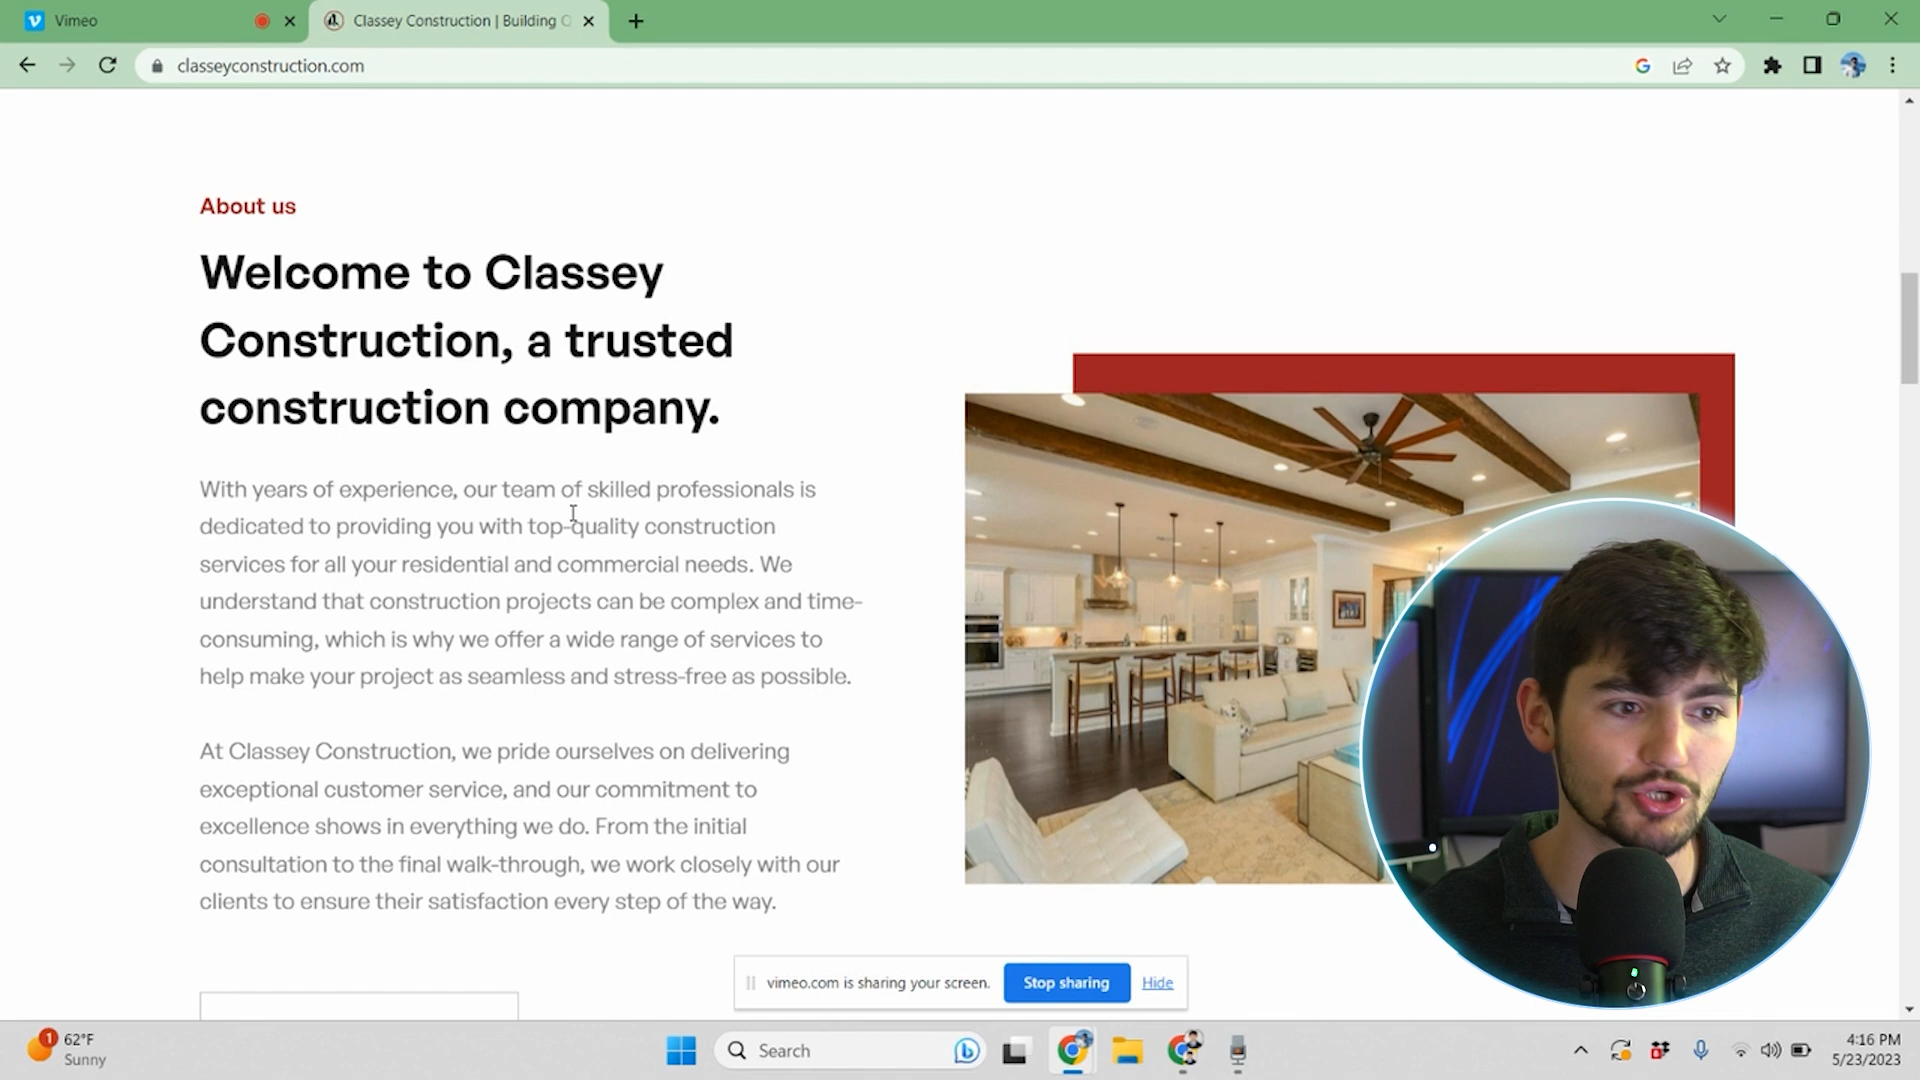 Vimeo
Classey Construction | Building
classeyconstruction.com
About us
Welcome to Classey
Construction, a trusted
construction company.
With years of experience, our team of skilled professionals is
dedicated to providing you with top-quality construction
services for all your residential and commercial needs. We
understand that construction projects can be complex and time-
consuming, which is why we offer a wide range of services to
help make your project as seamless and stress-free as possible.
At Classey Construction, we pride ourselves on delivering
exceptional customer service, and our commitment to
excellence shows in everything we do. From the initial
consultation to the final walk-through, we work closely with our
clients to ensure their satisfaction every step of the way.
vimeo.com is sharing your screen.
Stop sharing
Hide
1
62°F
Sunny
Search
4:16 PM
5/23/2023